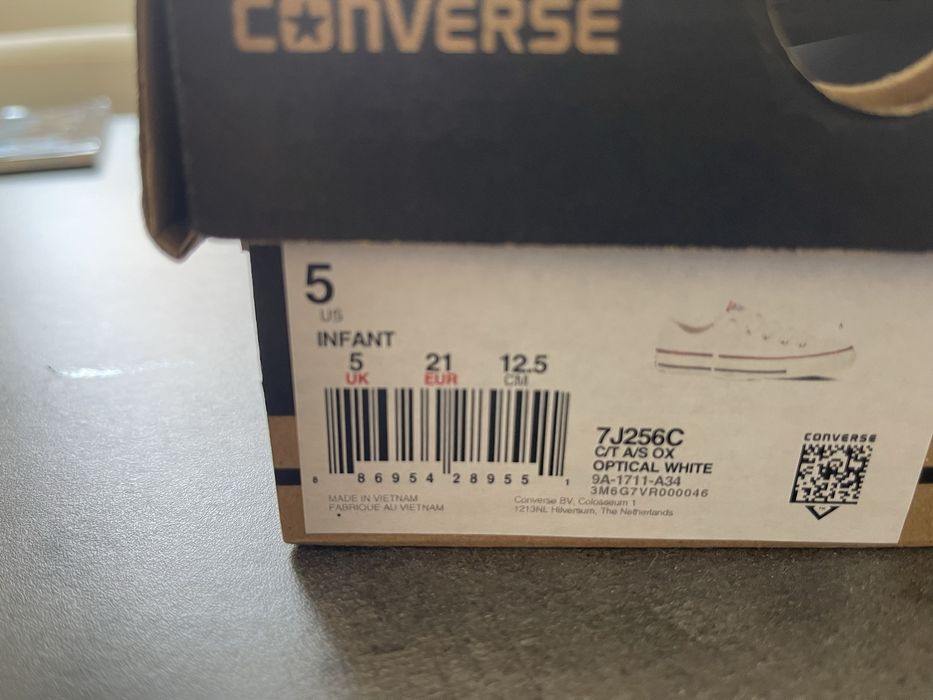 CONVERSE
5
US
INFANT
5 21 12.5
UK EUR CM
8 86954 28955 1
MADE IN VIETNAM
FABRIQUE AU VIETNAM
7J256C
C/T A/S OX
OPTICAL WHITE
9A-1711-A34
3M6G7VR000046
Converse BV, Colosseum 1
1213NL Hilversum, The Netherlands
CONVERSE